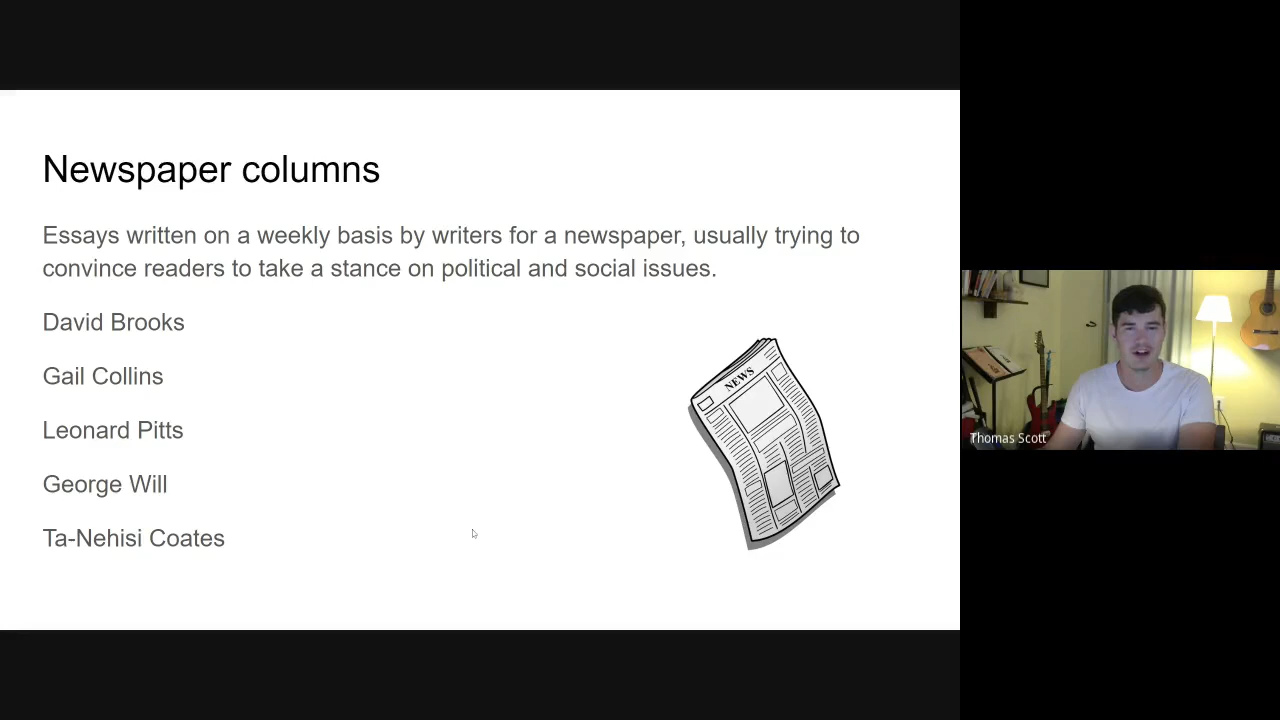 Newspaper columns
Essays written on a weekly basis by writers for a newspaper, usually trying to
convince readers to take a stance on political and social issues.
David Brooks
Gail Collins
Leonard Pitts
George Will
Ta-Nehisi Coates
NEWS
Thomas Scott